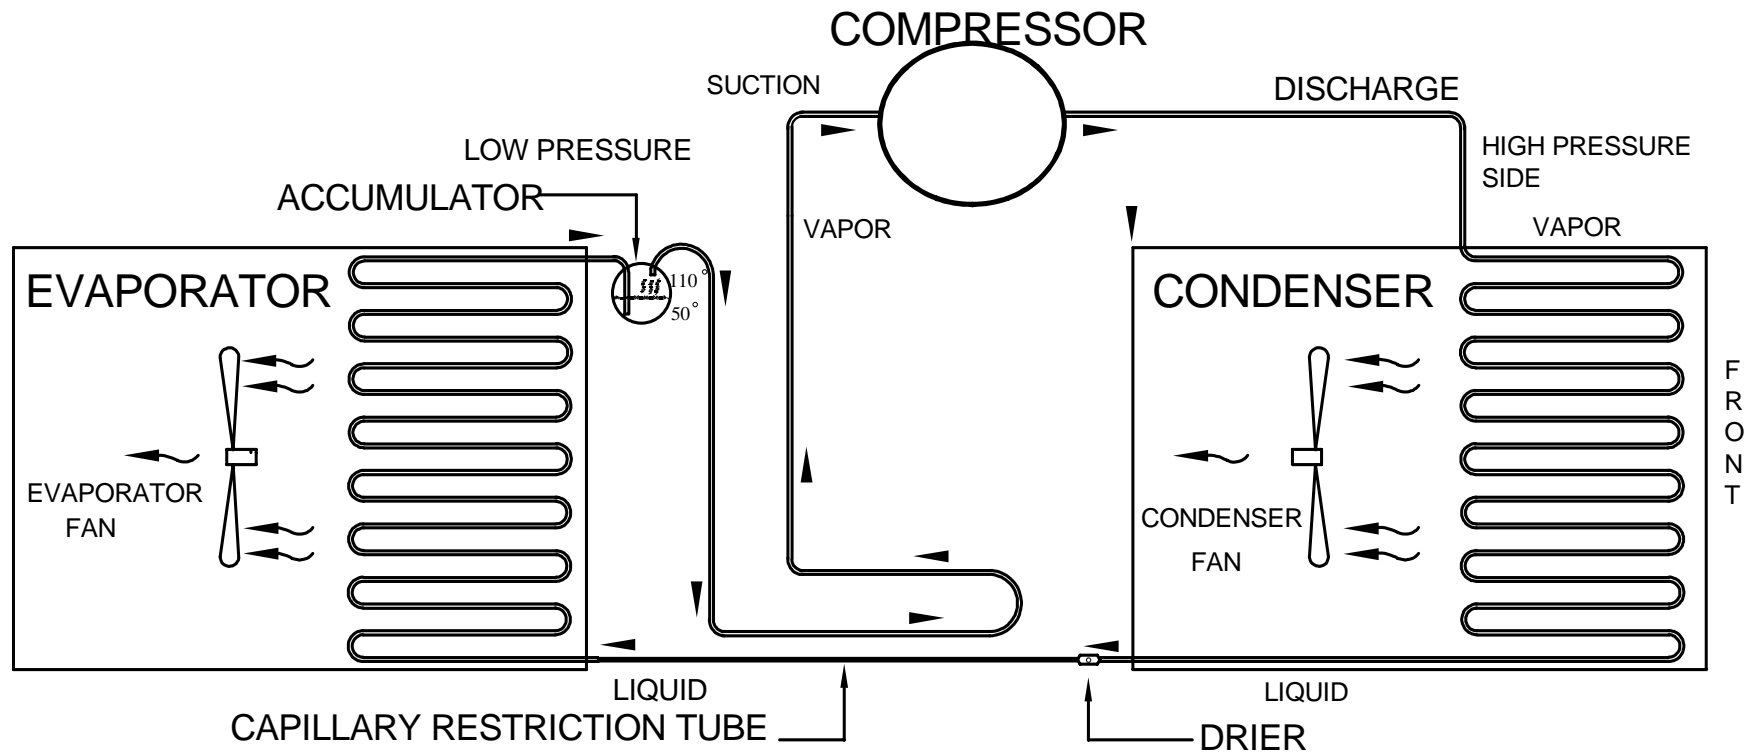 COMPRESSOR
SUCTION
DISCHARGE
LOW PRESSURE
HIGH PRESSURE
SIDE
ACCUMULATOR
VAPOR
VAPOR
EVAPORATOR
110°
50°
CONDENSER
FRONT
EVAPORATOR
FAN
CONDENSER
FAN
LIQUID
LIQUID
CAPILLARY RESTRICTION TUBE
DRIER